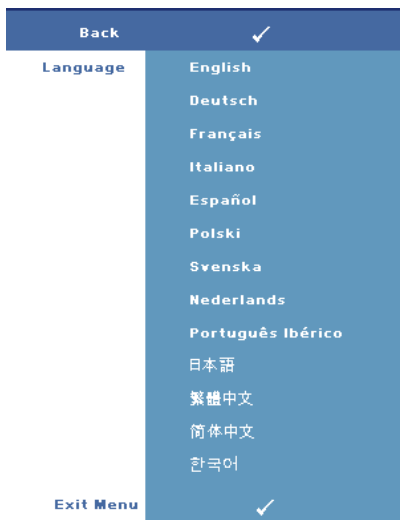 Back ✓
Language English
Deutsch
Français
Italiano
Español
Polski
Svenska
Nederlands
Português Ibérico
日本語
繁體中文
简体中文
한국어
Exit Menu ✓